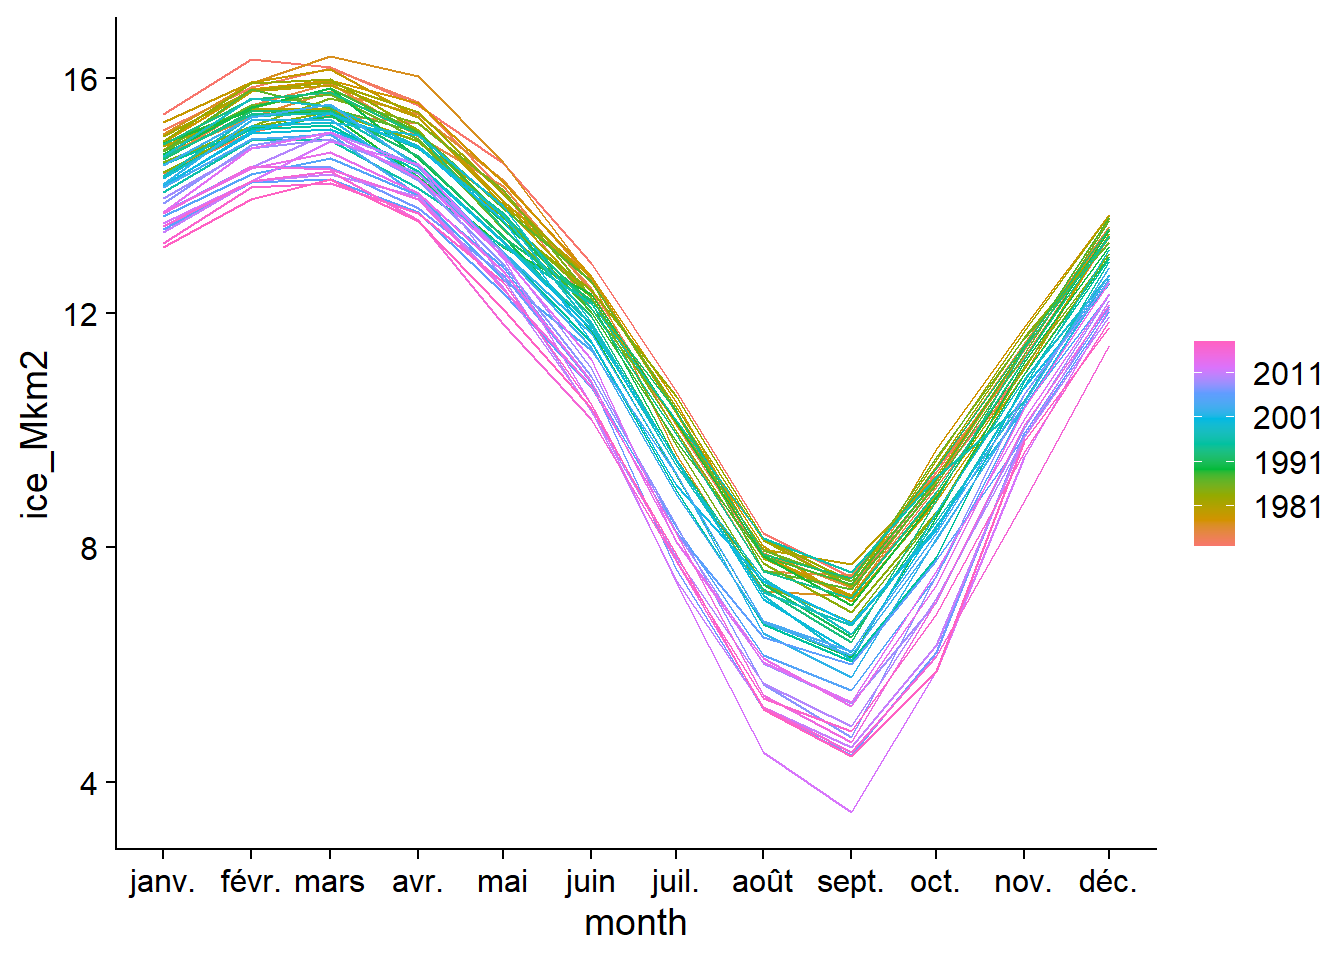 ice_Mkm2
16
12
8
4
janv. févr. mars avr. mai juin juil. août sept. oct. nov. déc.
month
2011
2001
1991
1981